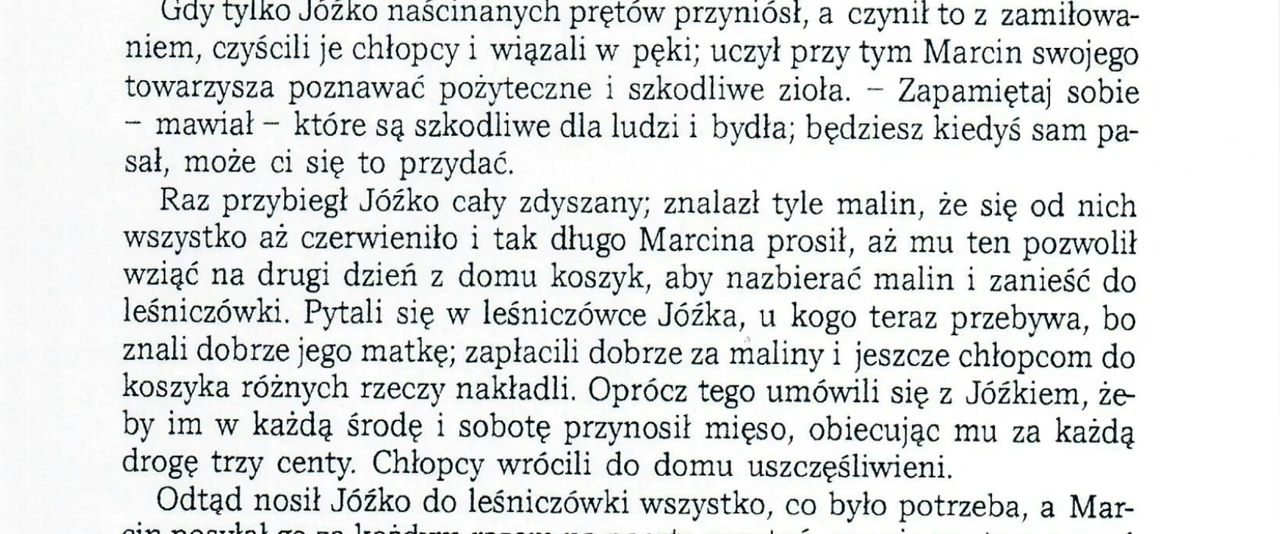 Gdy tylko Jóźko naścinanych prętów przyniósł, a czynił to z zamiłowa-
niem, czyścili je chłopcy i wiązali w pęki; uczył przy tym Marcin swojego
towarzysza poznawać pożyteczne i szkodliwe zioła. – Zapamiętaj sobie
– mawiał – które są szkodliwe dla ludzi i bydła; będziesz kiedyś sam pa-
sał, może ci się to przydać.
Raz przybiegł Jóźko cały zdyszany; znalazł tyle malin, że się od nich
wszystko aż czerwieniło i tak długo Marcina prosił, aż mu ten pozwolił
wziąć na drugi dzień z domu koszyk, aby nazbierać malin i zanieść do
leśniczówki. Pytali się w leśniczówce Jóźka, u kogo teraz przebywa, bo
znali dobrze jego matkę; zapłacili dobrze za maliny i jeszcze chłopcom do
koszyka różnych rzeczy nakładli. Oprócz tego umówili się z Jóźkiem, że-
by im w każdą środę i sobotę przynosił mięso, obiecując mu za każdą
drogę trzy centy. Chłopcy wrócili do domu uszczęśliwieni.
Odtąd nosił Jóźko do leśniczówki wszystko, co było potrzeba, a Mar-